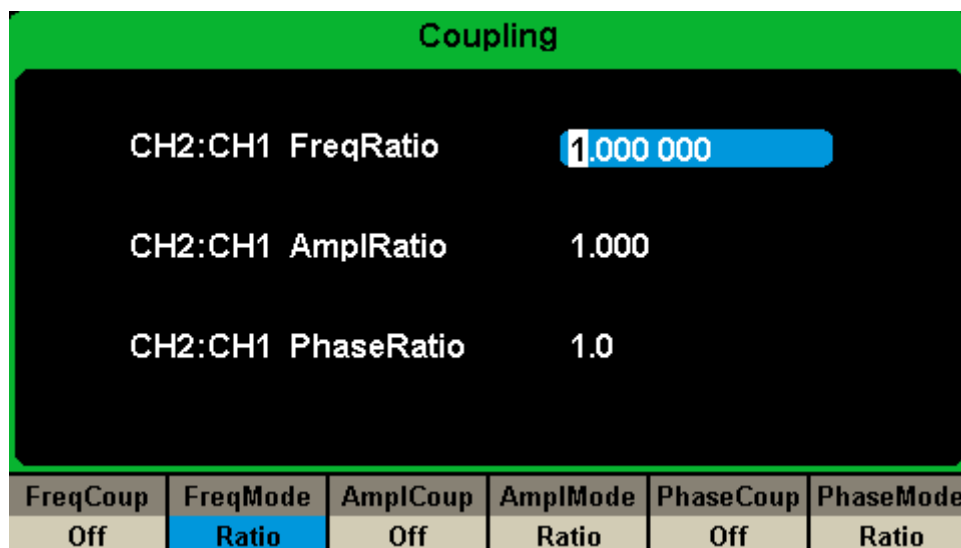 Coupling
CH2:CH1 FreqRatio 1.000 000
CH2:CH1 AmplRatio 1.000
CH2:CH1 PhaseRatio 1.0
FreqCoup FreqMode AmplCoup AmplMode PhaseCoup PhaseMode
Off Ratio Off Ratio Off Ratio